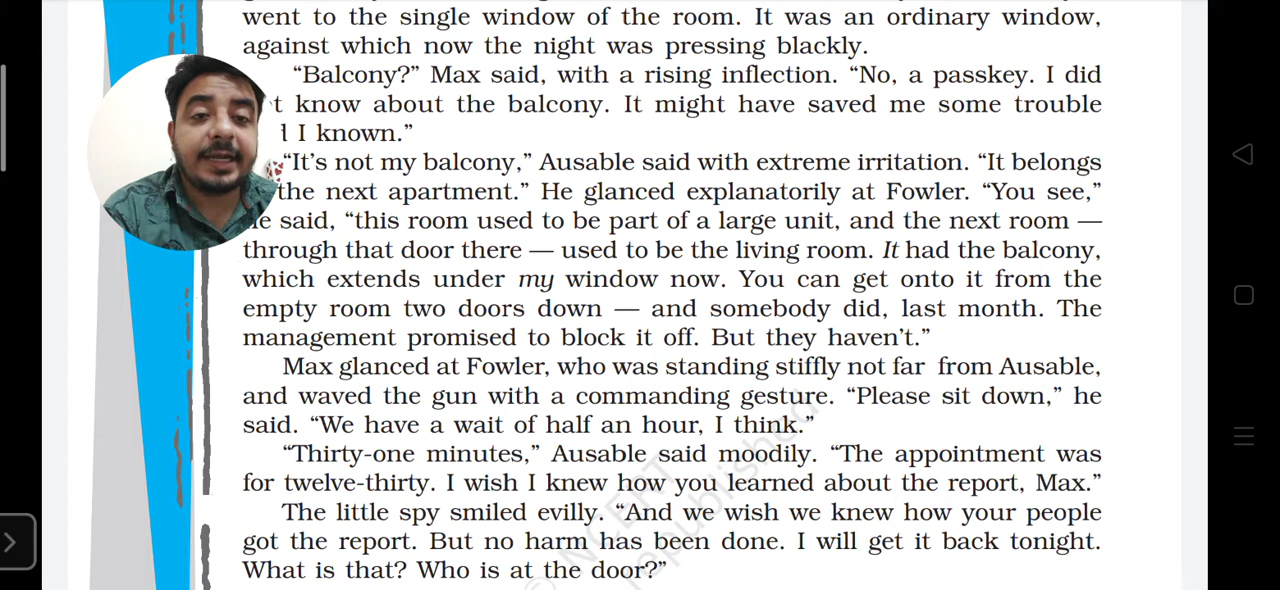 went to the single window of the room. It was an ordinary window,
against which now the night was pressing blackly.
“Balcony?” Max said, with a rising inflection. “No, a passkey. I did
t know about the balcony. It might have saved me some trouble
I known.”
“It’s not my balcony,” Ausable said with extreme irritation. “It belongs
the next apartment.” He glanced explanatorily at Fowler. “You see,”
he said, “this room used to be part of a large unit, and the next room —
through that door there — used to be the living room. It had the balcony,
which extends under my window now. You can get onto it from the
empty room two doors down — and somebody did, last month. The
management promised to block it off. But they haven’t.”
Max glanced at Fowler, who was standing stiffly not far from Ausable,
and waved the gun with a commanding gesture. “Please sit down,” he
said. “We have a wait of half an hour, I think.”
“Thirty-one minutes,” Ausable said moodily. “The appointment was
for twelve-thirty. I wish I knew how you learned about the report, Max.”
The little spy smiled evilly. “And we wish we knew how your people
got the report. But no harm has been done. I will get it back tonight.
What is that? Who is at the door?”
© NCERT
republished